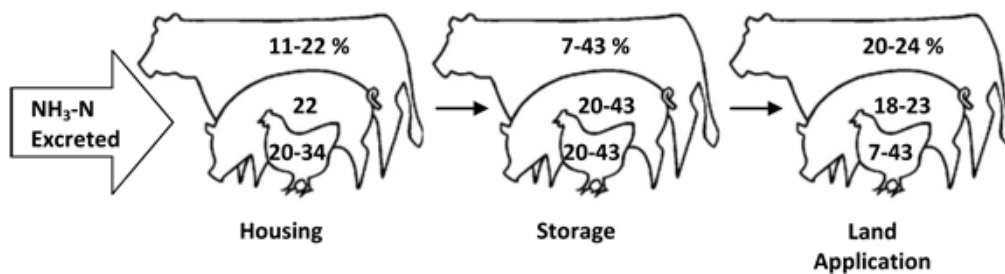 11-22 %
7-43 %
20-24 %
NH₃-N
Excreted
22
20-43
18-23
20-34
20-43
7-43
Housing
Storage
Land
Application